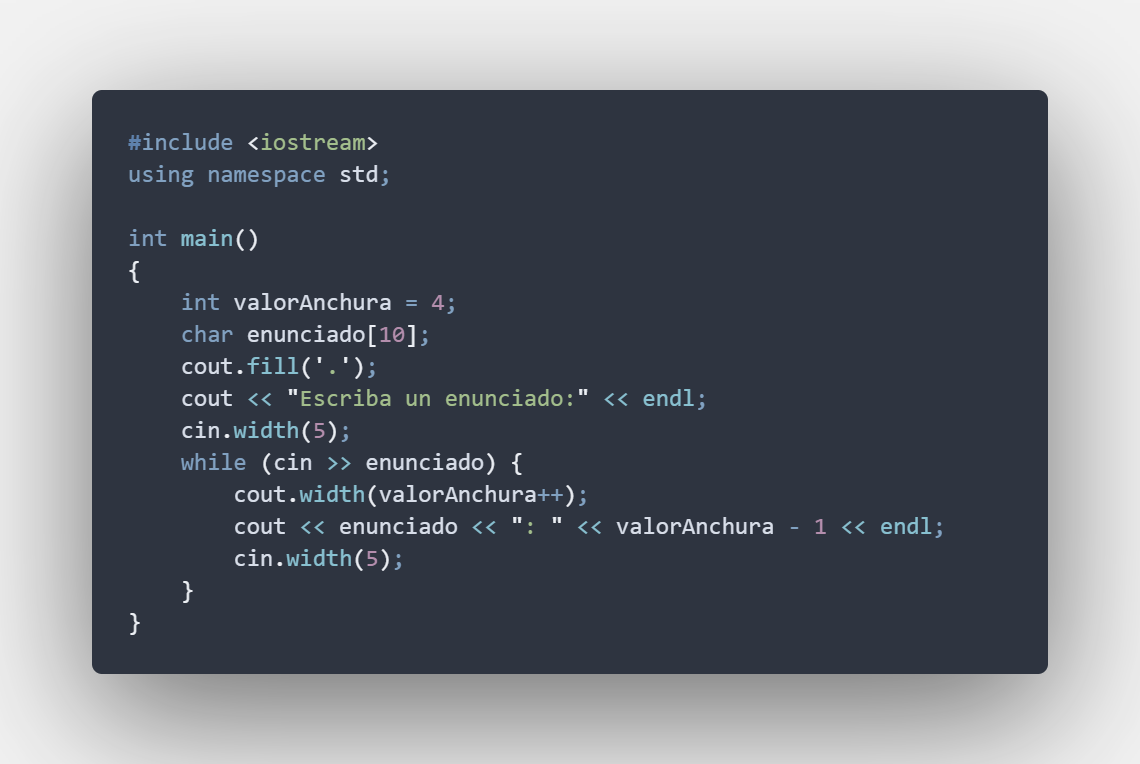 #include <iostream>
using namespace std;

int main()
{
    int valorAnchura = 4;
    char enunciado[10];
    cout.fill('.');
    cout << "Escriba un enunciado:" << endl;
    cin.width(5);
    while (cin >> enunciado) {
        cout.width(valorAnchura++);
        cout << enunciado << ": " << valorAnchura - 1 << endl;
        cin.width(5);
    }
}